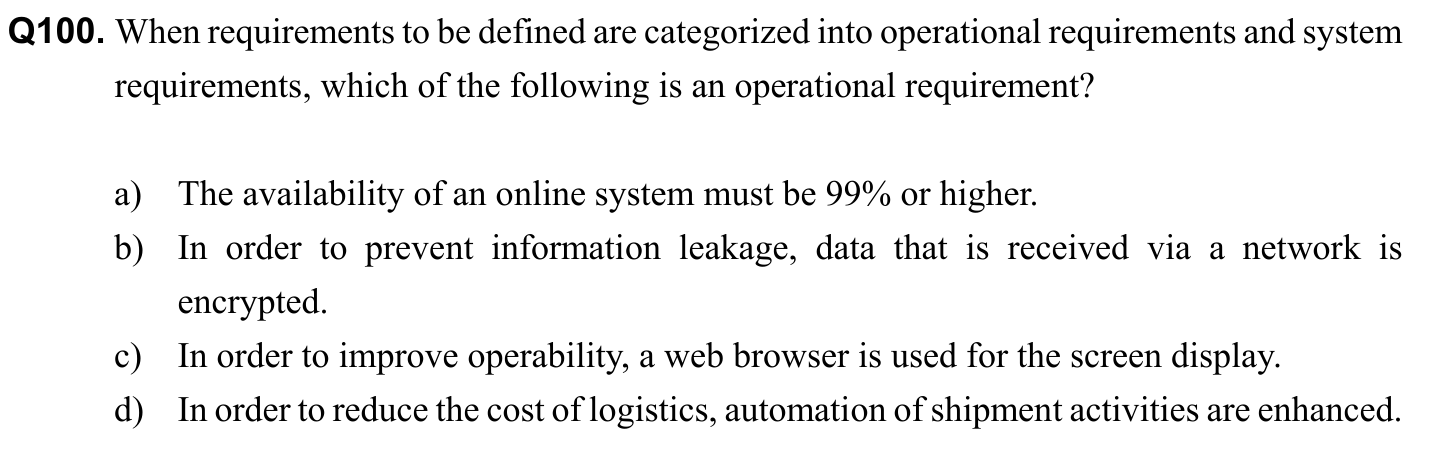 Q100. When requirements to be defined are categorized into operational requirements and system
requirements, which of the following is an operational requirement?
a) The availability of an online system must be 99% or higher.
b) In order to prevent information leakage, data that is received via a network is
encrypted.
c) In order to improve operability, a web browser is used for the screen display.
d) In order to reduce the cost of logistics, automation of shipment activities are enhanced.